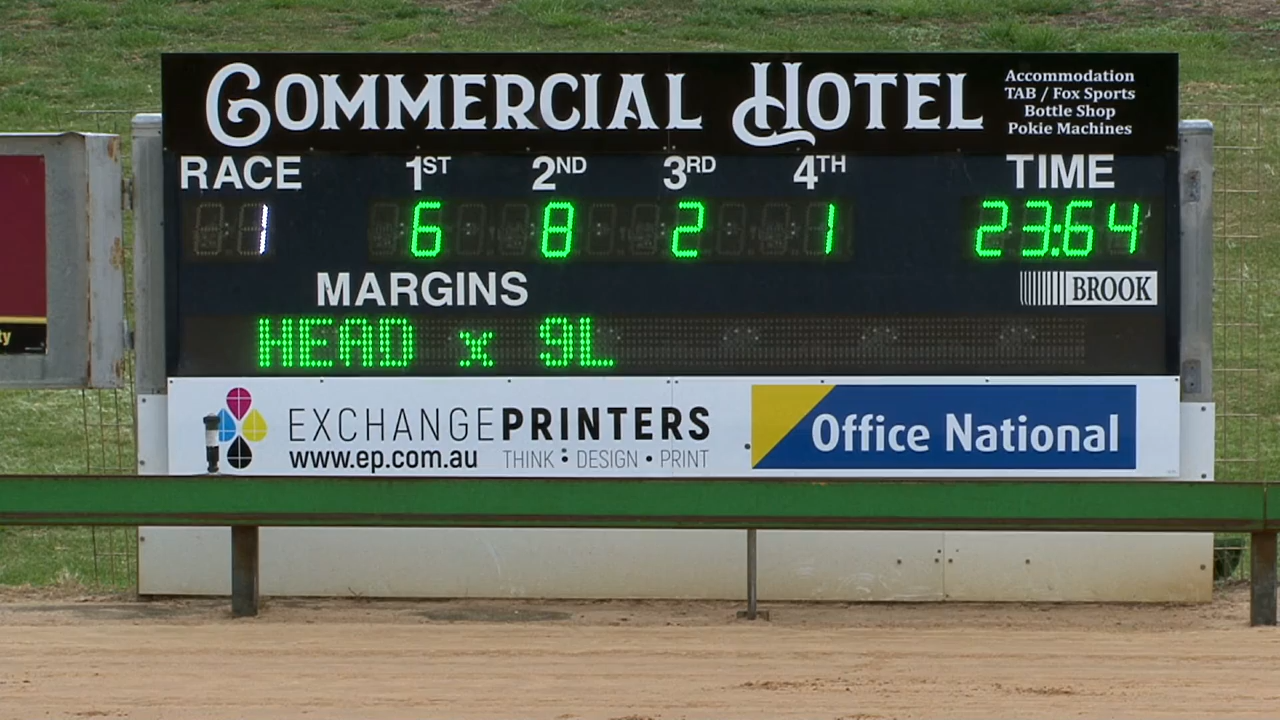 COMMERCIAL HOTEL
Accommodation
TAB / Fox Sports
Bottle Shop
Pokie Machines
RACE 1ST 2ND 3RD 4TH TIME
1 6 8 2 1 23:64
MARGINS
BROOK
HEAD x 9L
EXCHANGEPRINTERS
www.ep.com.au THINK • DESIGN • PRINT
Office National
ty